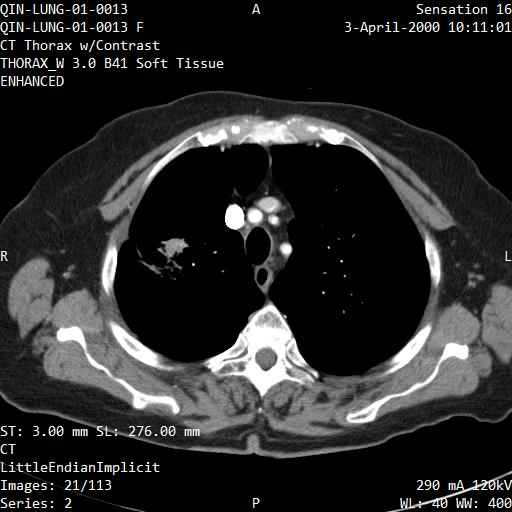 QIN-LUNG-01-0013
A
Sensation 16
QIN-LUNG-01-0013 F
3-April-2000 10:11:01
CT Thorax w/Contrast
THORAX_W 3.0 B41 Soft Tissue
ENHANCED
R
L
ST: 3.00 mm SL: 276.00 mm
CT
LittleEndianImplicit
Images: 21/113
290 mA 120kV
Series: 2
P
WL: 40 WW: 400